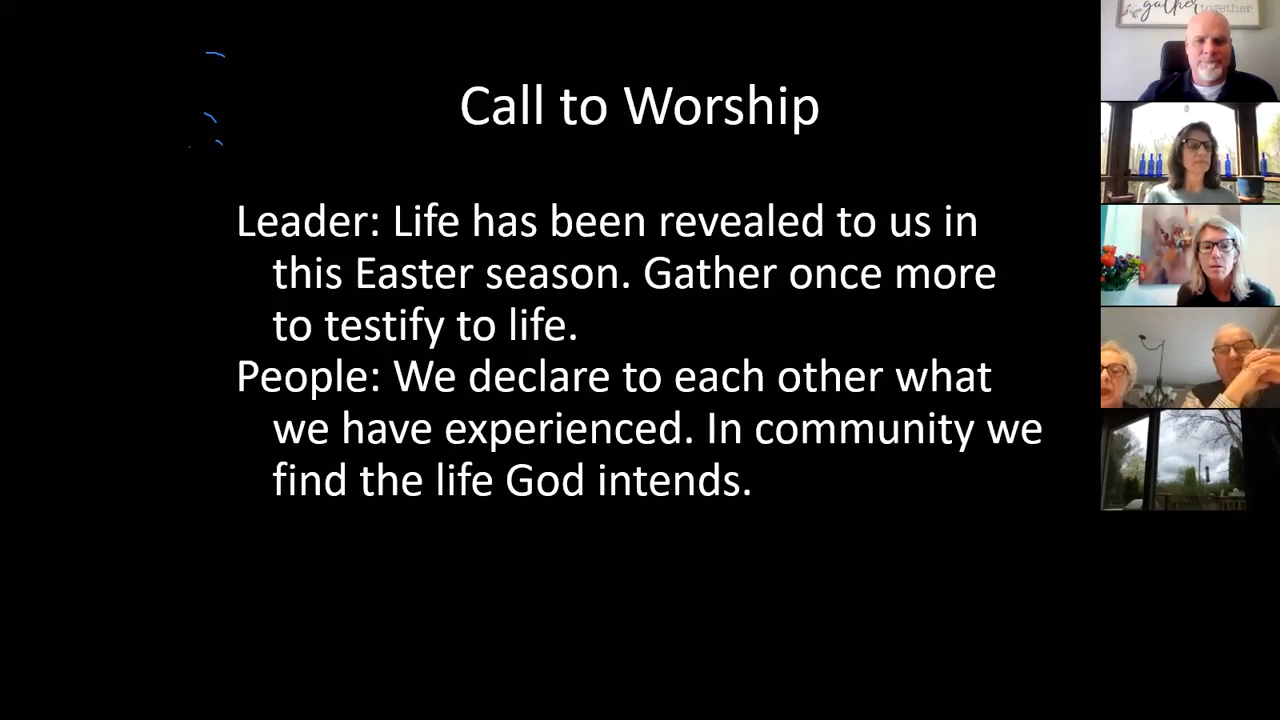 gather together
Call to Worship
Leader: Life has been revealed to us in
this Easter season. Gather once more
to testify to life.
People: We declare to each other what
we have experienced. In community we
find the life God intends.